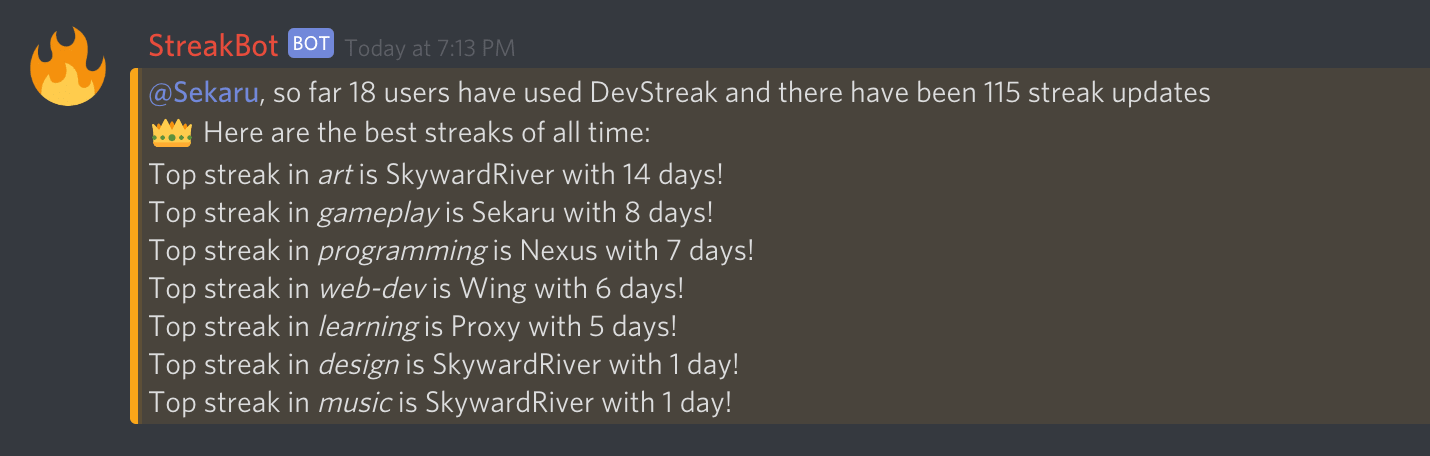 StreakBot BOT Today at 7:13 PM
@Sekaru, so far 18 users have used DevStreak and there have been 115 streak updates
Here are the best streaks of all time:
Top streak in art is SkywardRiver with 14 days!
Top streak in gameplay is Sekaru with 8 days!
Top streak in programming is Nexus with 7 days!
Top streak in web-dev is Wing with 6 days!
Top streak in learning is Proxy with 5 days!
Top streak in design is SkywardRiver with 1 day!
Top streak in music is SkywardRiver with 1 day!